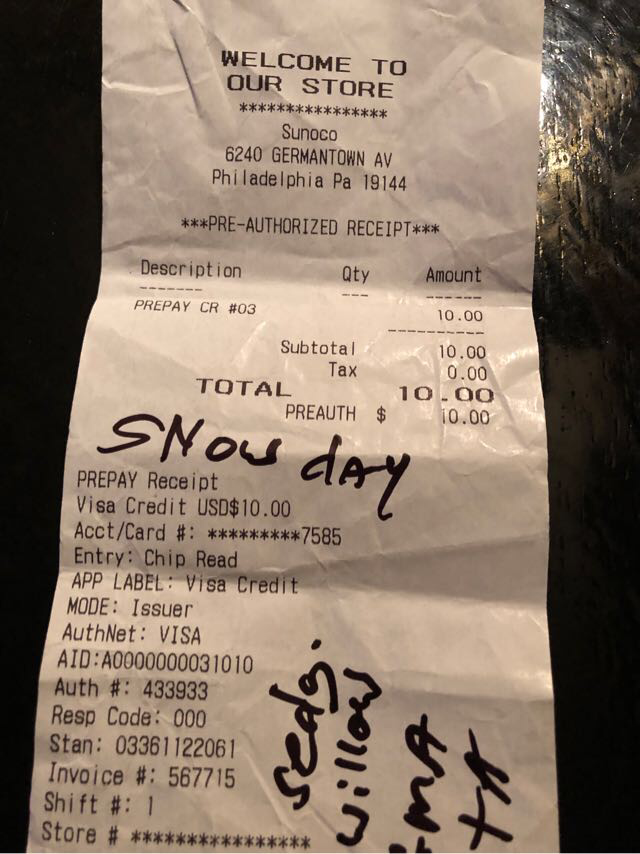 WELCOME TO
OUR STORE
****************
Sunoco
6240 GERMANTOWN AV
Philadelphia Pa 19144
***PRE-AUTHORIZED RECEIPT***
Description Qty Amount
------- --- ------
PREPAY CR #03 10.00
----------
Subtotal 10.00
Tax 0.00
TOTAL 10.00
PREAUTH $ 10.00
SNOW dAY
PREPAY Receipt
Visa Credit USD$10.00
Acct/Card #: *********7585
Entry: Chip Read
APP LABEL: Visa Credit
MODE: Issuer
AuthNet: VISA
AID:A0000000031010
Auth #: 433933
Resp Code: 000
Stan: 03361122061
Invoice #: 567715
Shift #: 1
Store # ****************
willow